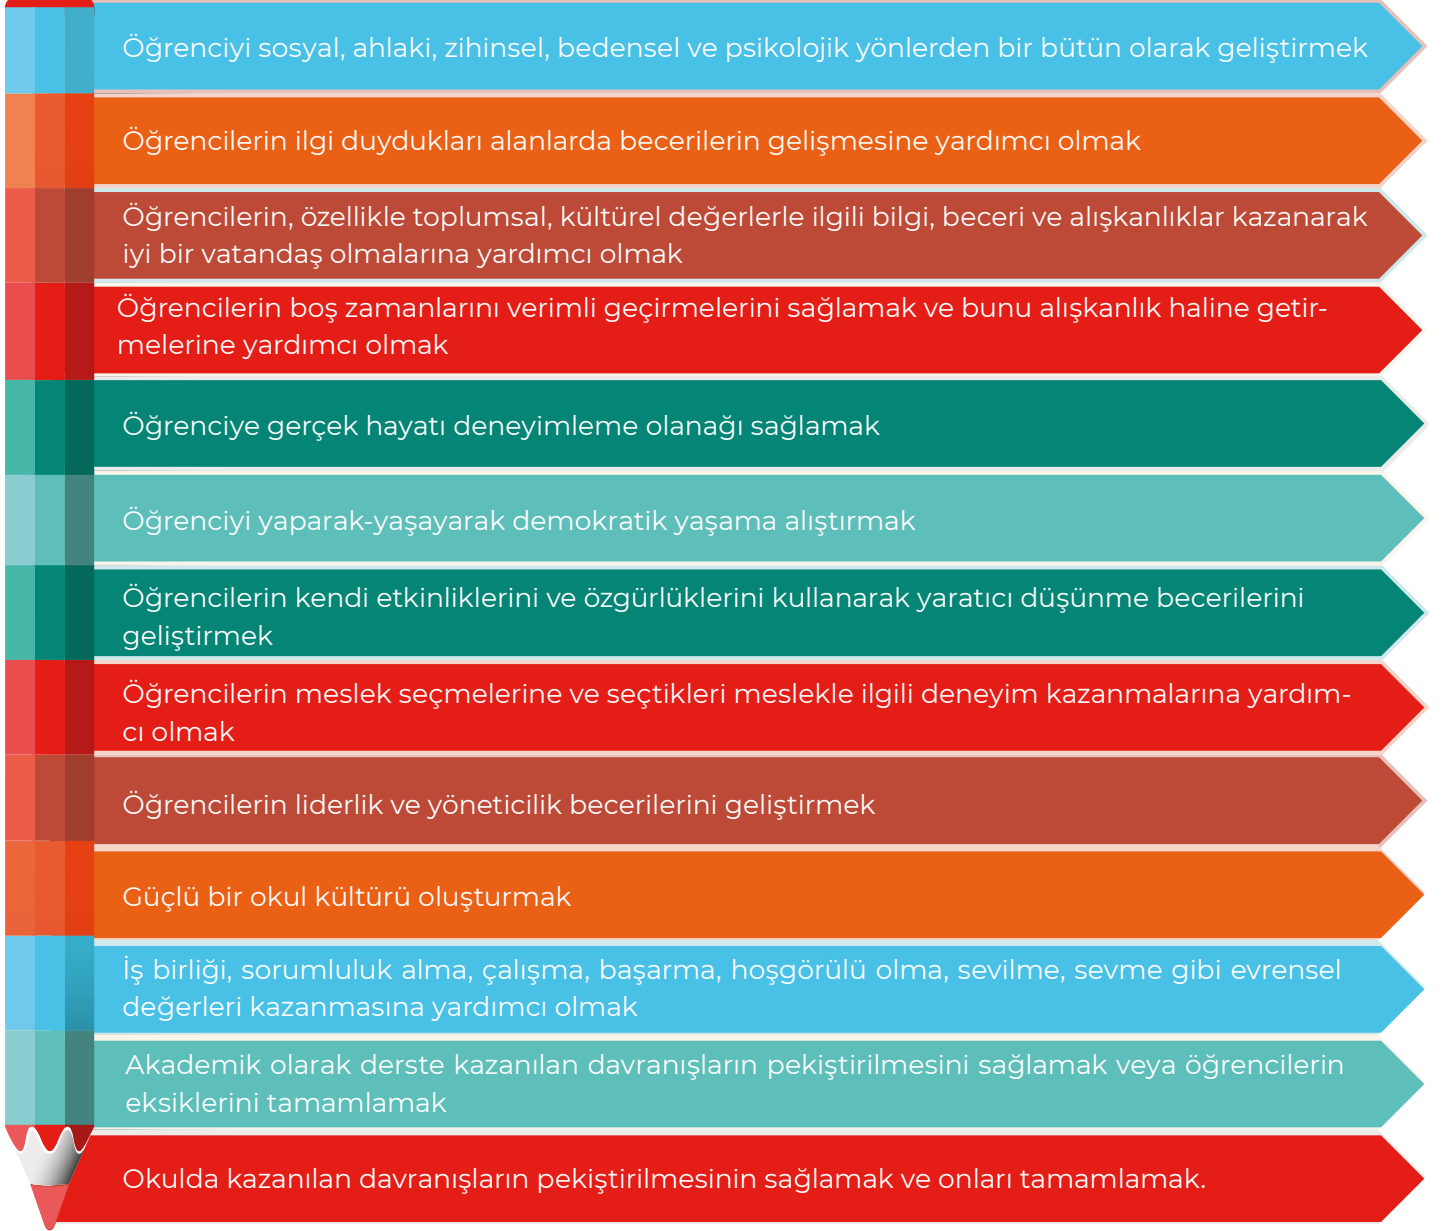 Öğrenciyi sosyal, ahlaki, zihinsel, bedensel ve psikolojik yönlerden bir bütün olarak geliştirmek
Öğrencilerin ilgi duydukları alanlarda becerilerin gelişmesine yardımcı olmak
Öğrencilerin, özellikle toplumsal, kültürel değerlerle ilgili bilgi, beceri ve alışkanlıklar kazanarak
iyi bir vatandaş olmalarına yardımcı olmak
Öğrencilerin boş zamanlarını verimli geçirmelerini sağlamak ve bunu alışkanlık haline getir-
melerine yardımcı olmak
Öğrenciye gerçek hayatı deneyimleme olanağı sağlamak
Öğrenciyi yaparak-yaşayarak demokratik yaşama alıştırmak
Öğrencilerin kendi etkinliklerini ve özgürlüklerini kullanarak yaratıcı düşünme becerilerini
geliştirmek
Öğrencilerin meslek seçmelerine ve seçtikleri meslekle ilgili deneyim kazanmalarına yardım-
cı olmak
Öğrencilerin liderlik ve yöneticilik becerilerini geliştirmek
Güçlü bir okul kültürü oluşturmak
İş birliği, sorumluluk alma, çalışma, başarma, hoşgörülü olma, sevilme, sevme gibi evrensel
değerleri kazanmasına yardımcı olmak
Akademik olarak derste kazanılan davranışların pekiştirilmesini sağlamak veya öğrencilerin
eksiklerini tamamlamak
Okulda kazanılan davranışların pekiştirilmesinin sağlamak ve onları tamamlamak.